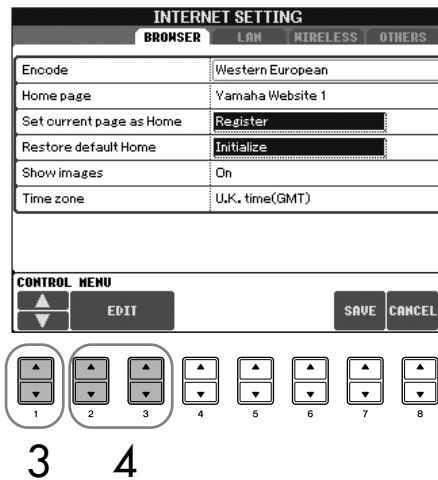 INTERNET SETTING
BROWSER LAN WIRELESS OTHERS
Encode Western European
Home page Yamaha Website 1
Set current page as Home Register
Restore default Home Initialize
Show images On
Time zone U.K. time(GMT)
CONTROL MENU
EDIT SAVE CANCEL
1 2 3 4 5 6 7 8
3 4